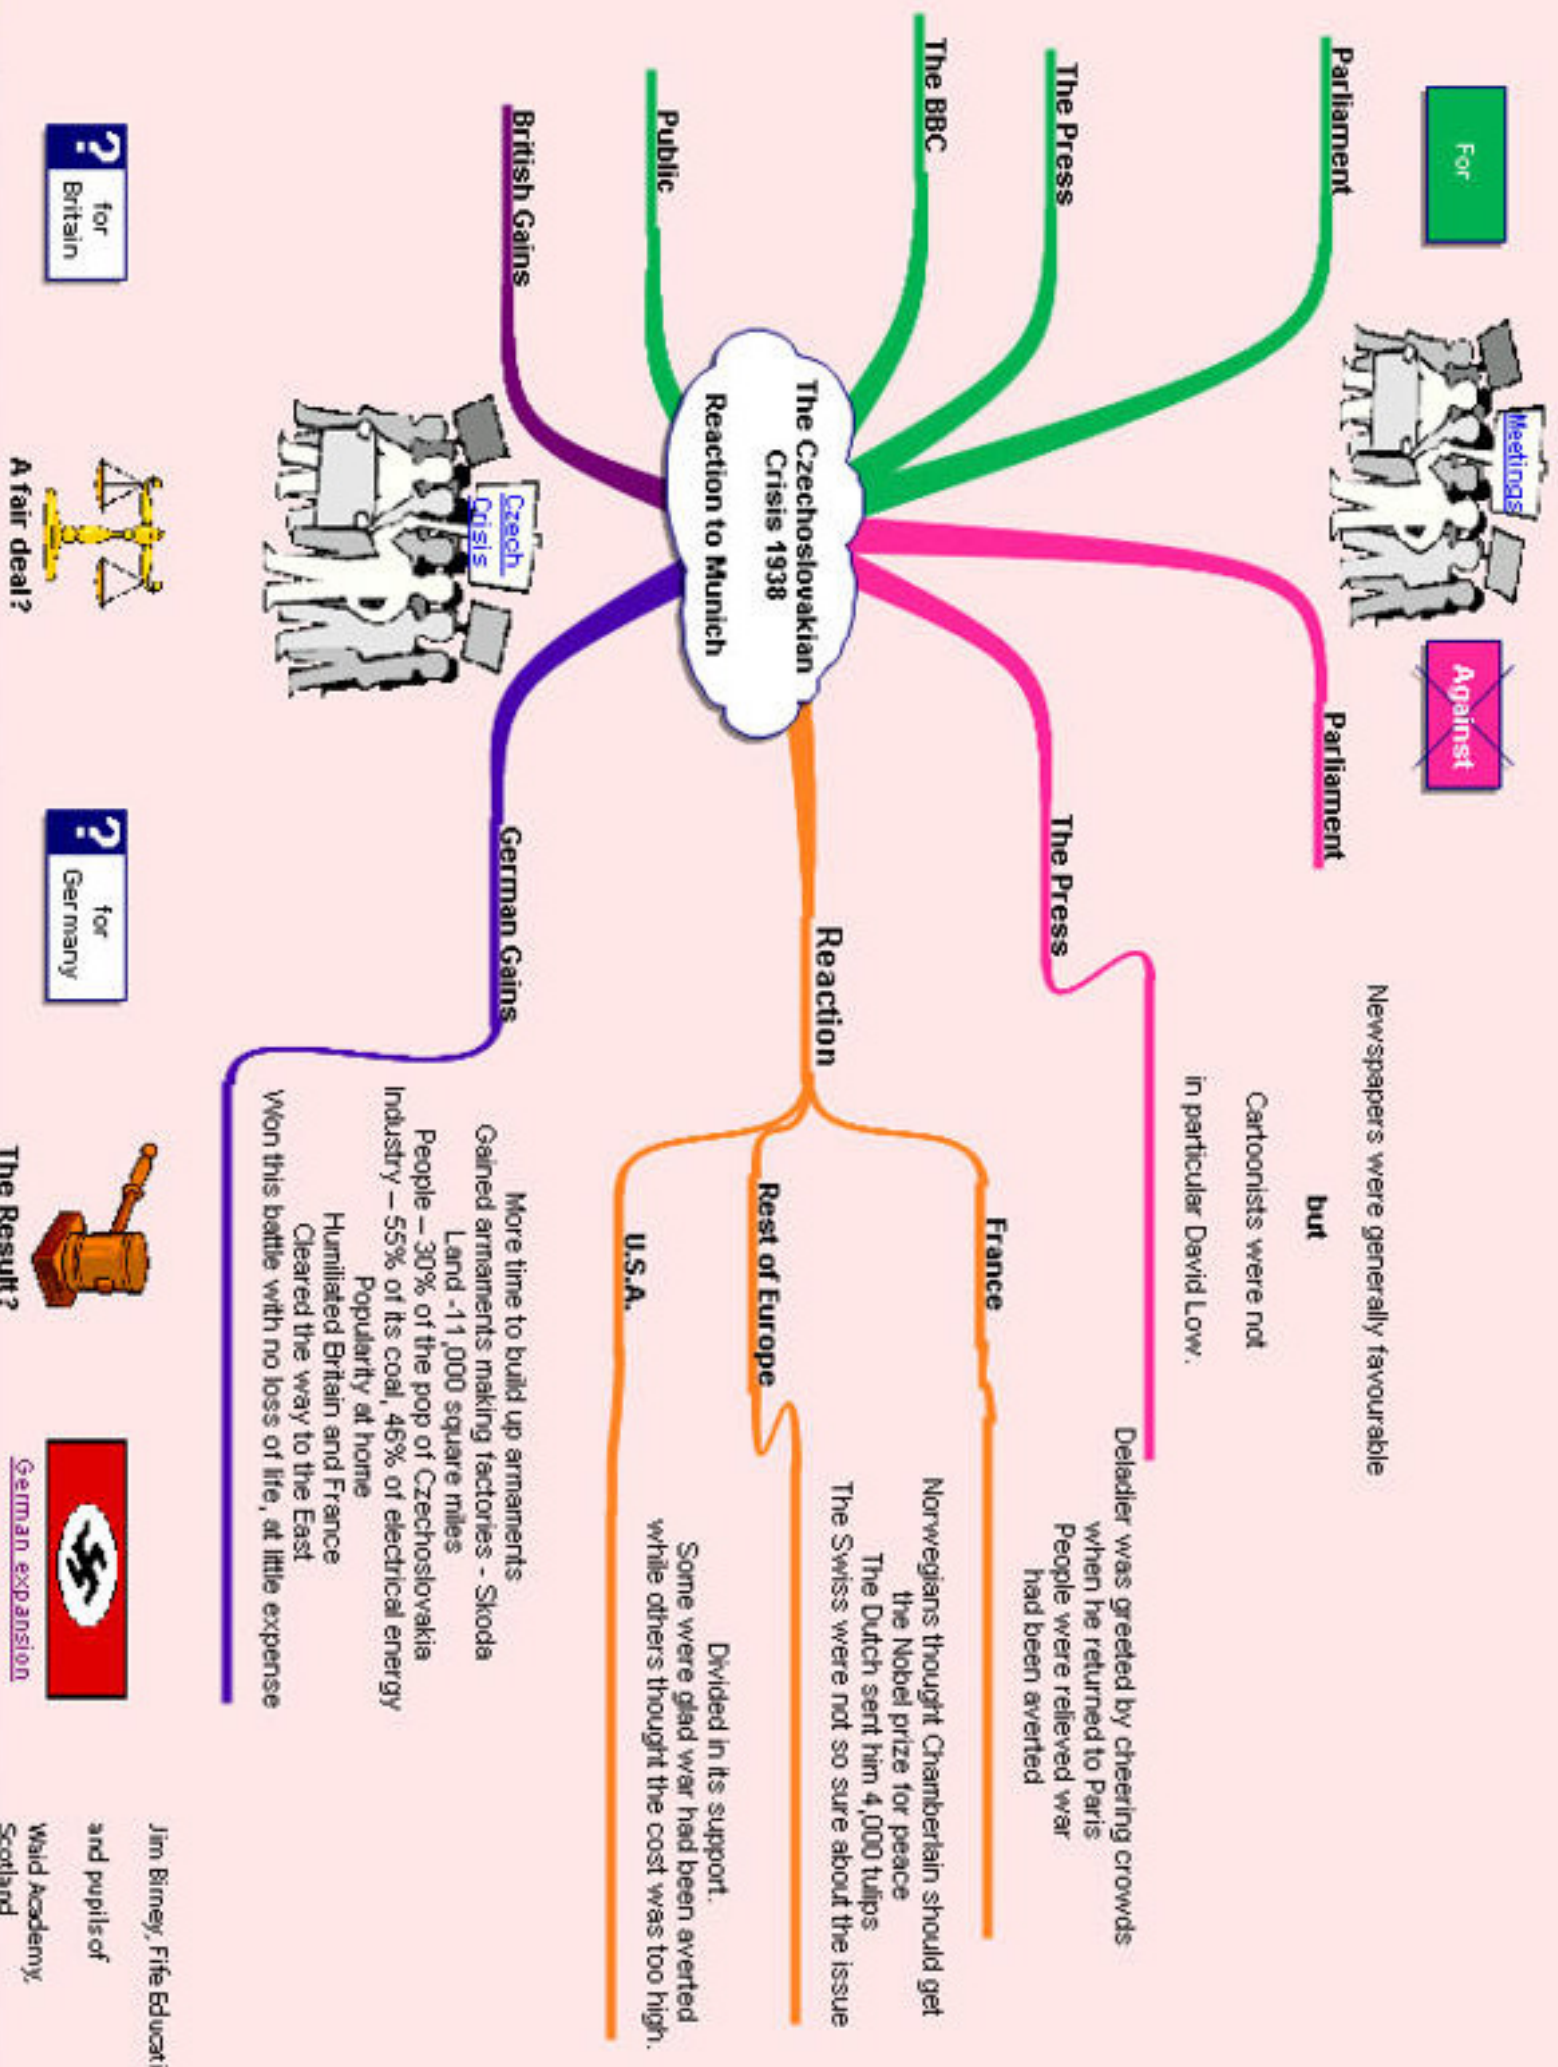 For
Meetings
Against
Parliament
The Press
The BBC
Public
British Gains
The Czechoslovakian
Crisis 1938
Reaction to Munich
Czech
Crisis
Parliament
The Press
Newspapers were generally favourable
but
Cartoonists were not
in particular David Low.
Reaction
France
Deladier was greeted by cheering crowds
when he returned to Paris
People were relieved war
had been averted
Rest of Europe
Norwegians thought Chamberlain should get
the Nobel prize for peace
The Dutch sent him 4,000 tulips
The Swiss were not so sure about the issue
U.S.A.
Divided in its support.
Some were glad war had been averted
while others thought the cost was too high.
German Gains
More time to build up armaments
Gained armaments making factories - Skoda
Land -11,000 square miles
People – 30% of the pop of Czechoslovakia
Industry – 55% of its coal, 46% of electrical energy
Popularity at home
Humiliated Britain and France
Cleared the way to the East
Won this battle with no loss of life, at little expense
? for
Britain
A fair deal?
? for
Germany
The Result?
German expansion
Jim Birney, Fife Educati
and pupils of
Waid Academy,
Scotland